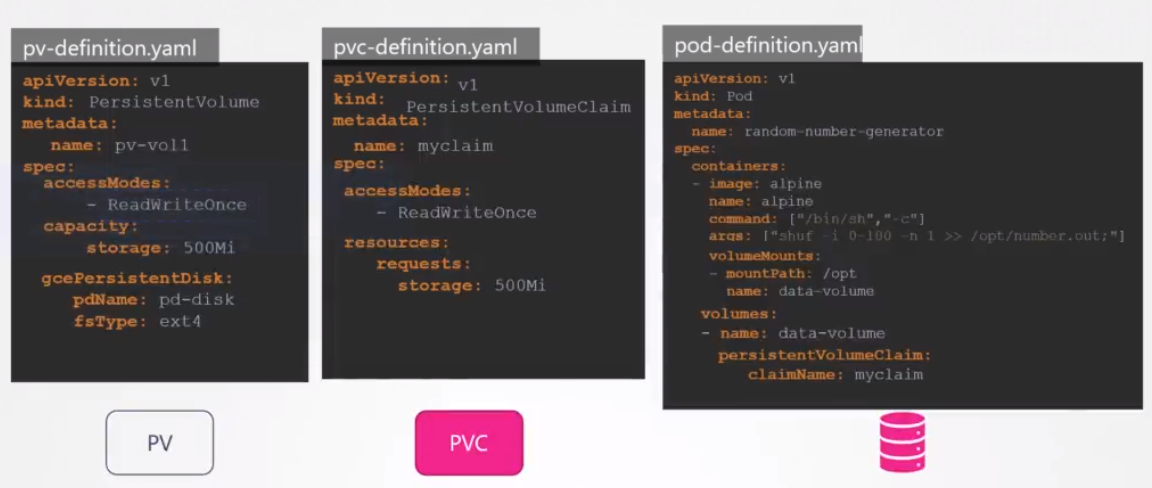 pv-definition.yaml
apiVersion: v1
kind: PersistentVolume
metadata:
name: pv-vol1
spec:
accessModes:
- ReadWriteOnce
capacity:
storage: 500Mi
gcePersistentDisk:
pdName: pd-disk
fsType: ext4
PV
pvc-definition.yaml
apiVersion: v1
kind: PersistentVolumeClaim
metadata:
name: myclaim
spec:
accessModes:
- ReadWriteOnce
resources:
requests:
storage: 500Mi
PVC
pod-definition.yaml
apiVersion: v1
kind: Pod
metadata:
name: random-number-generator
spec:
containers:
- image: alpine
name: alpine
command: ["/bin/sh","-c"]
args: ["shuf -i 0-100 -n 1 >> /opt/number.out;"]
volumeMounts:
- mountPath: /opt
name: data-volume
volumes:
- name: data-volume
persistentVolumeClaim:
claimName: myclaim